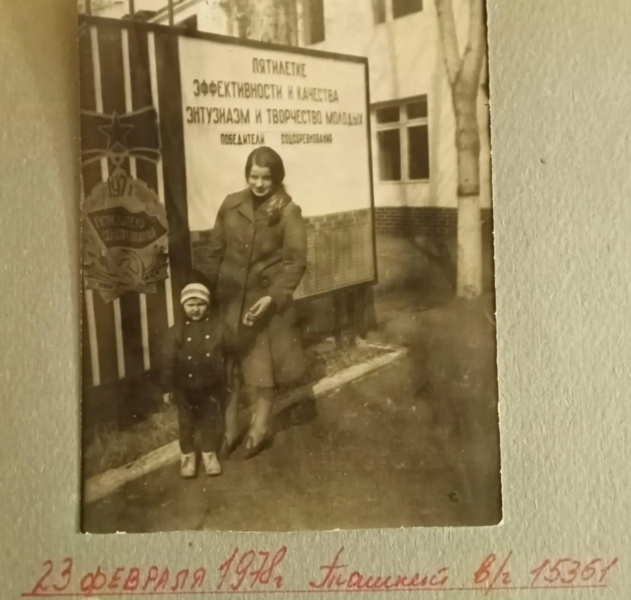 ПЯТИЛЕТКЕ
ЭФФЕКТИВНОСТИ И КАЧЕСТВА
ЭНТУЗИАЗМ И ТВОРЧЕСТВО МОЛОДЫХ
ПОБЕДИТЕЛИ СОЦСОРЕВНОВАНИЯ
1977
23 ФЕВРАЛЯ 1978г Ташкент в/г 15361